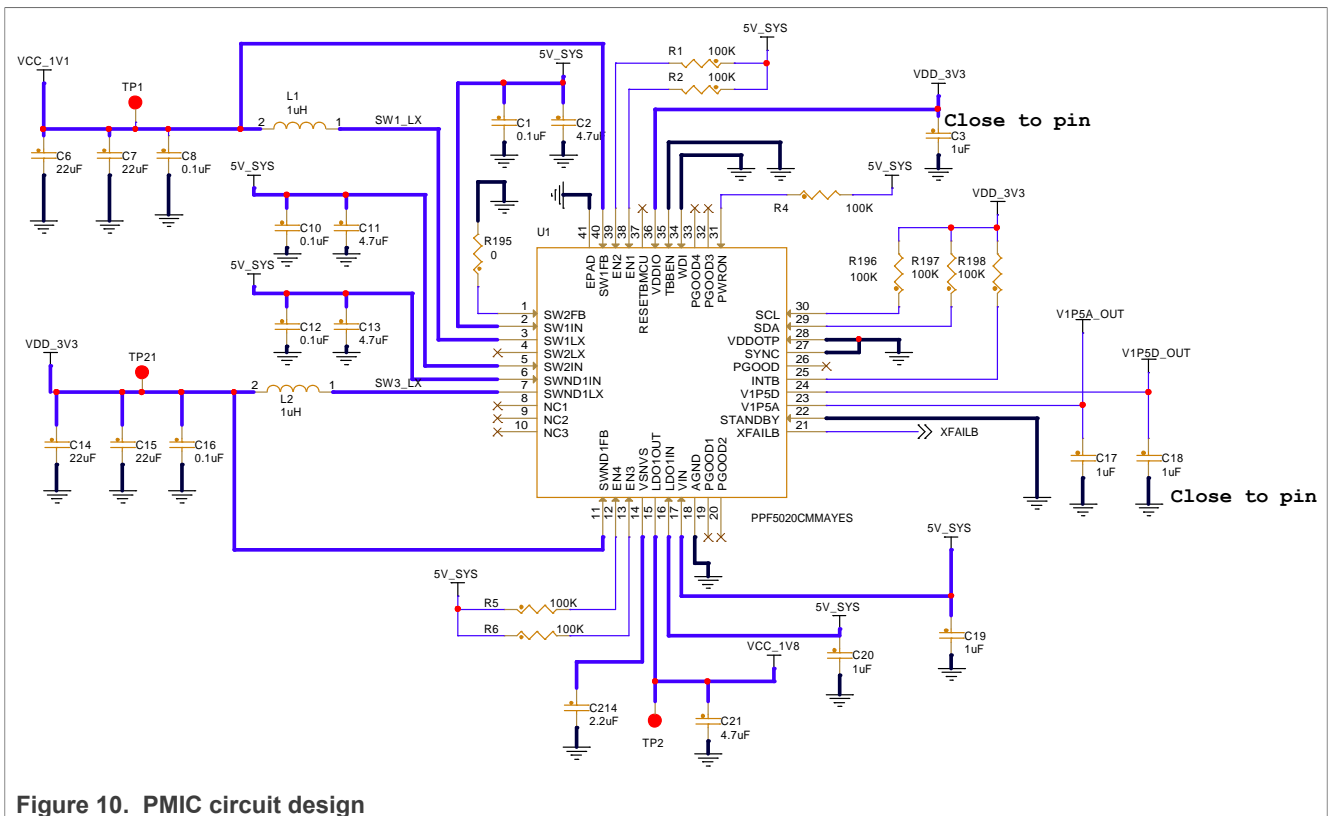 5V_SYS
R1 100K
R2 100K
VCC_1V1
TP1
L1
1uH
2 1 SW1_LX
C6
22uF
C7
22uF
C8
0.1uF
5V_SYS
C1
0.1uF
C2
4.7uF
VDD_3V3
Close to pin
C3
1uF
5V_SYS
R4 100K
VDD_3V3
R196
100K
R197
100K
R198
100K
5V_SYS
C10
0.1uF
C11
4.7uF
5V_SYS
C12
0.1uF
C13
4.7uF
R195
0
U1
41 40 39 38 37 36 35 34 33 32 31
EPAD SW1FB EN2 EN1 RESETBMCU VDDIO TBBEN WDI PGOOD4 PGOOD3 PWRON
1 SW2FB
2 SW1IN
3 SW1LX
4 SW2LX
5 SW2IN
6 SWND1IN
7 SWND1LX
8 NC1
9 NC2
10 NC3
SCL 30
SDA 29
VDDOTP 28
SYNC 27
PGOOD 26
INTB 25
V1P5D 24
V1P5A 23
STANDBY 22
XFAILB 21
SWND1FB EN4 EN3 VSNVS LDO1OUT LDO1IN VIN AGND PGOOD1 PGOOD2
11 12 13 14 15 16 17 18 19 20
PPF5020CMMAYES
V1P5A_OUT
V1P5D_OUT
XFAILB
C17
1uF
C18
1uF
Close to pin
VDD_3V3
TP21
2 1 SW3_LX
L2
1uH
C14
22uF
C15
22uF
C16
0.1uF
5V_SYS
R5 100K
R6 100K
5V_SYS
C19
1uF
5V_SYS
C20
1uF
VCC_1V8
C214
2.2uF
TP2
C21
4.7uF
Figure 10. PMIC circuit design